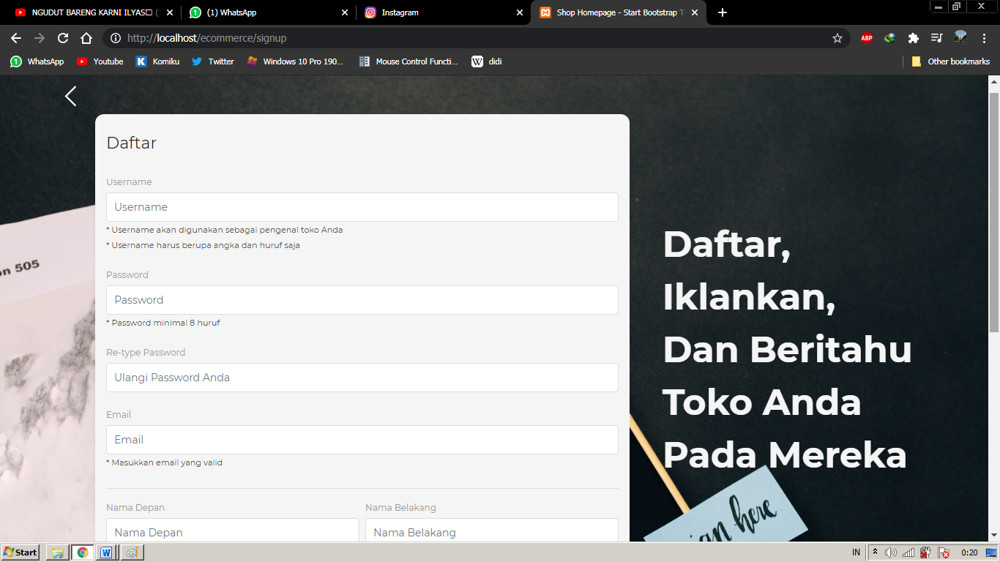 NGUDUT BARENG KARNI ILYAS
(1) WhatsApp
Instagram
Shop Homepage - Start Bootstrap
http://localhost/ecommerce/signup
ABP
WhatsApp
Youtube
Komiku
Twitter
Windows 10 Pro 190...
Mouse Control Functi...
didi
Other bookmarks
Daftar
Username
Username
* Username akan digunakan sebagai pengenal toko Anda
* Username harus berupa angka dan huruf saja
Password
Password
* Password minimal 8 huruf
Re-type Password
Ulangi Password Anda
Email
Email
* Masukkan email yang valid
Nama Depan
Nama Belakang
Nama Depan
Nama Belakang
Daftar,
Iklankan,
Dan Beritahu
Toko Anda
Pada Mereka
on 505
ign here
Start
IN
0:20